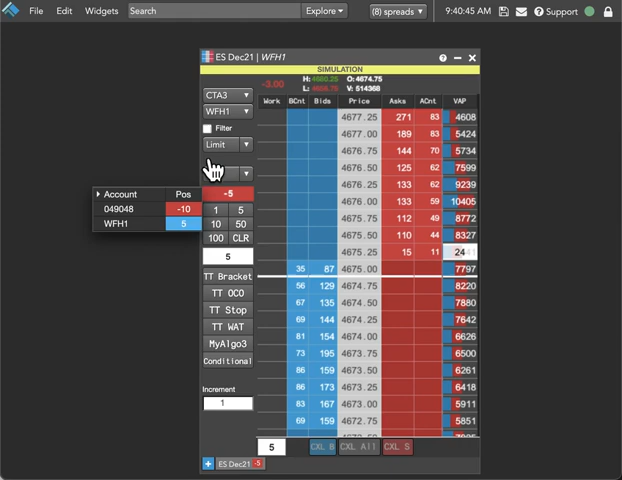 File Edit Widgets Search Explore (8) spreads 9:40:45 AM Support
ES Dec21 | WFH1
SIMULATION
-3.00 H: 4680.25 O: 4674.75
L: V: 514368
CTA3
WFH1
Filter
Limit
Account Pos
049048 -10
WFH1 5
-5
1 5
10 50
100 CLR
5
TT Bracket
TT OCO
TT Stop
TT WAT
MyAlgo3
Conditional
Increment
1
Work BCnt Bids Price Asks ACnt VAP
4677.25 271 83 4608
4677.00 189 83 5424
4676.75 144 70 5734
4676.50 125 62 7599
4676.25 133 62 9239
4676.00 133 59 10405
4675.75 112 49 8772
4675.50 110 44 8327
4675.25 15 11 24
35 87 4675.00 7797
56 129 4674.75 8220
67 135 4674.50 7880
69 144 4674.25 7642
81 154 4674.00 6626
73 195 4673.75 6500
86 159 4673.50 6261
86 173 4673.25 6418
83 167 4673.00 5911
69 159 4672.75 5851
5 CXL B CXL All CXL S
ES Dec21 -5